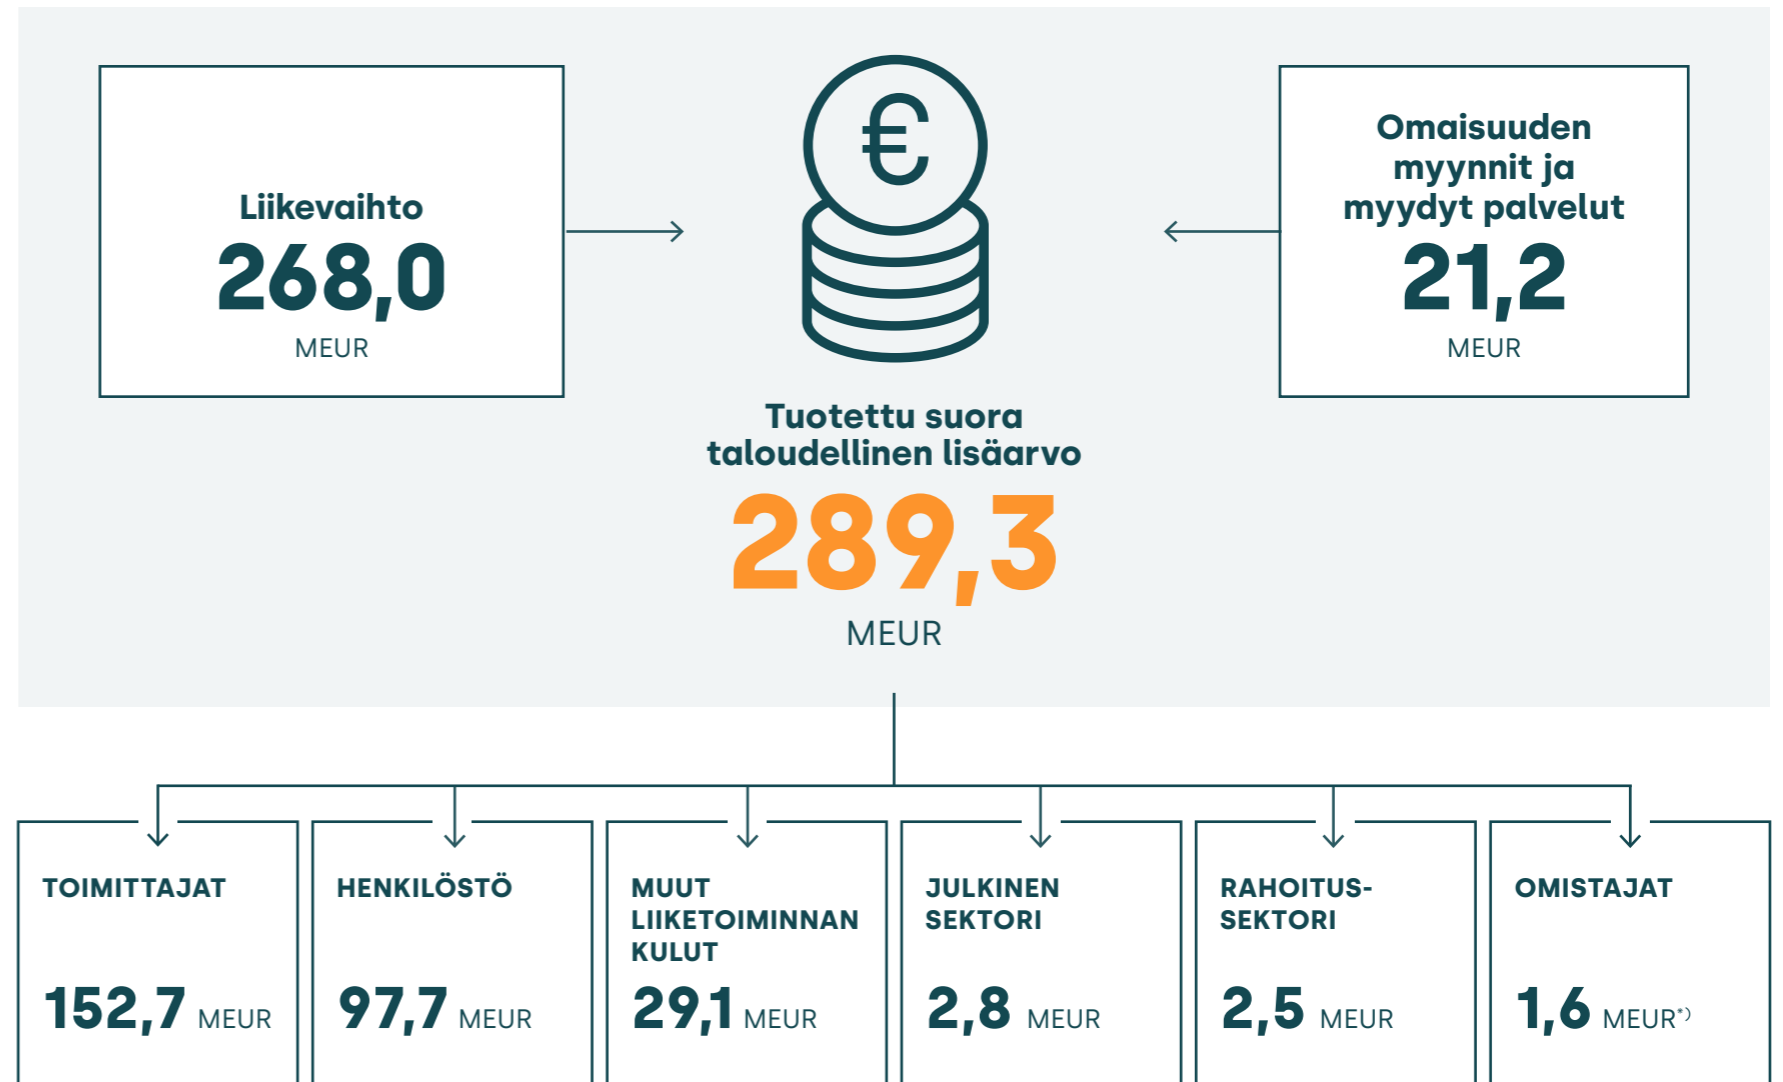 Liikevaihto
268,0
MEUR
€
Omaisuuden
myynnit ja
myydyt palvelut
21,2
MEUR
Tuotettu suora
taloudellinen lisäarvo
289,3
MEUR
TOIMITTAJAT
152,7 MEUR
HENKILÖSTÖ
97,7 MEUR
MUUT
LIIKETOIMINNAN
KULUT
29,1 MEUR
JULKINEN
SEKTORI
2,8 MEUR
RAHOITUS-
SEKTORI
2,5 MEUR
OMISTAJAT
1,6 MEUR*)